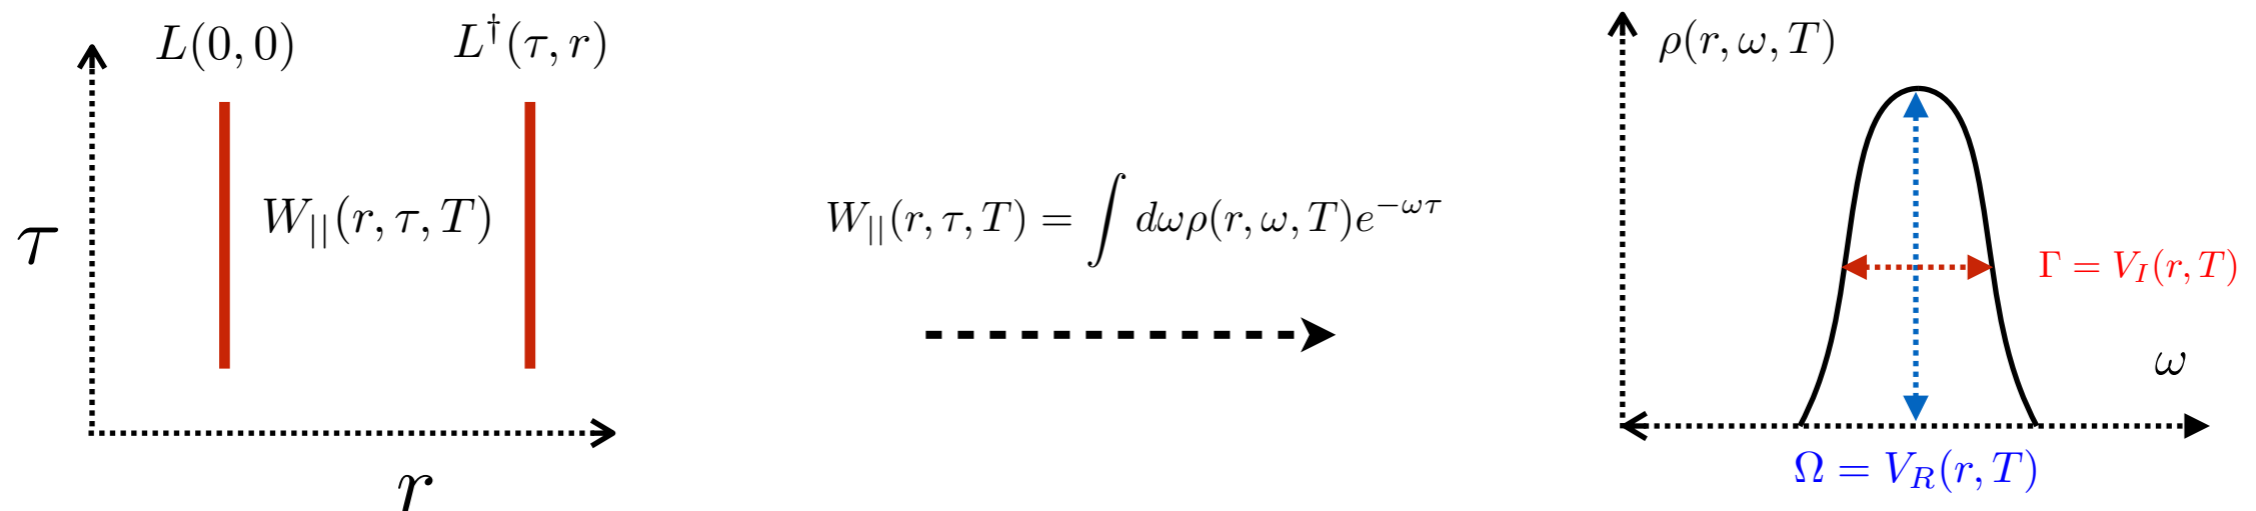 L(0, 0)
L†(τ, r)
W||(r, τ, T)
τ
r
W||(r, τ, T) = ∫ dωρ(r, ω, T)e^{−ωτ}
ρ(r, ω, T)
Γ = V_I(r, T)
ω
Ω = V_R(r, T)